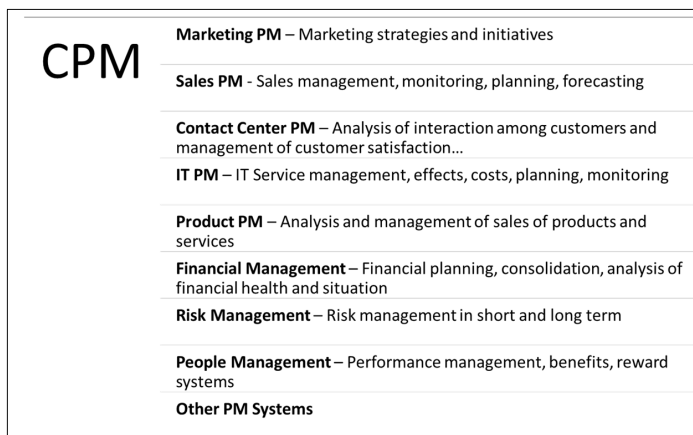 CPM
Marketing PM – Marketing strategies and initiatives
Sales PM - Sales management, monitoring, planning, forecasting
Contact Center PM – Analysis of interaction among customers and
management of customer satisfaction…
IT PM – IT Service management, effects, costs, planning, monitoring
Product PM – Analysis and management of sales of products and
services
Financial Management – Financial planning, consolidation, analysis of
financial health and situation
Risk Management – Risk management in short and long term
People Management – Performance management, benefits, reward
systems
Other PM Systems